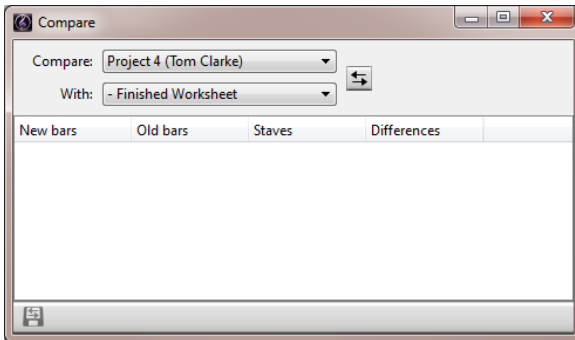 Compare
Compare: Project 4 (Tom Clarke)
With: - Finished Worksheet
New bars Old bars Staves Differences